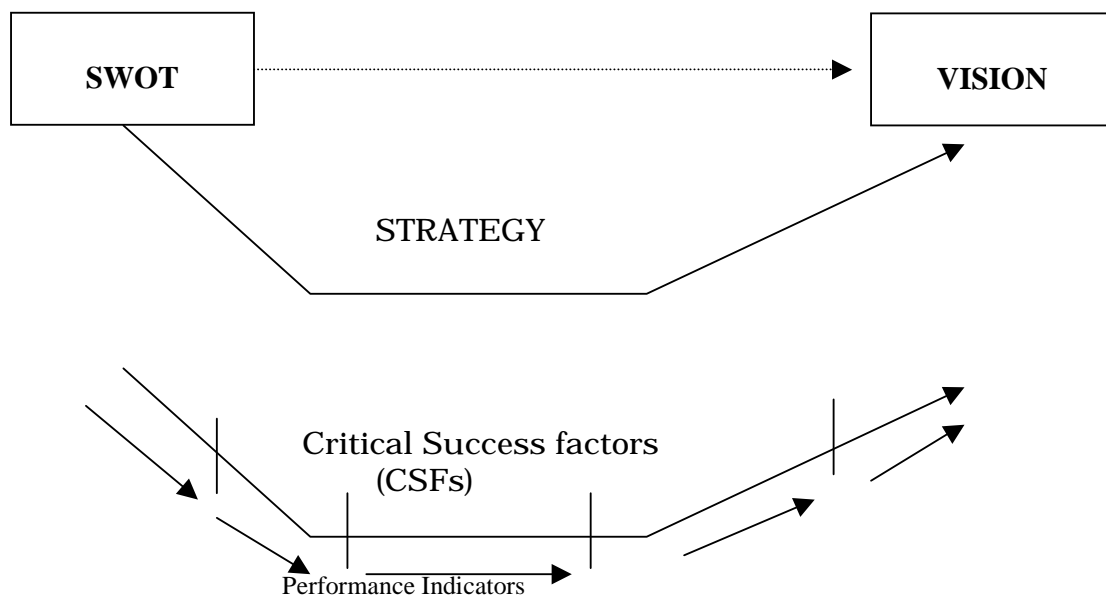 SWOT
VISION
STRATEGY
Critical Success factors
(CSFs)
Performance Indicators